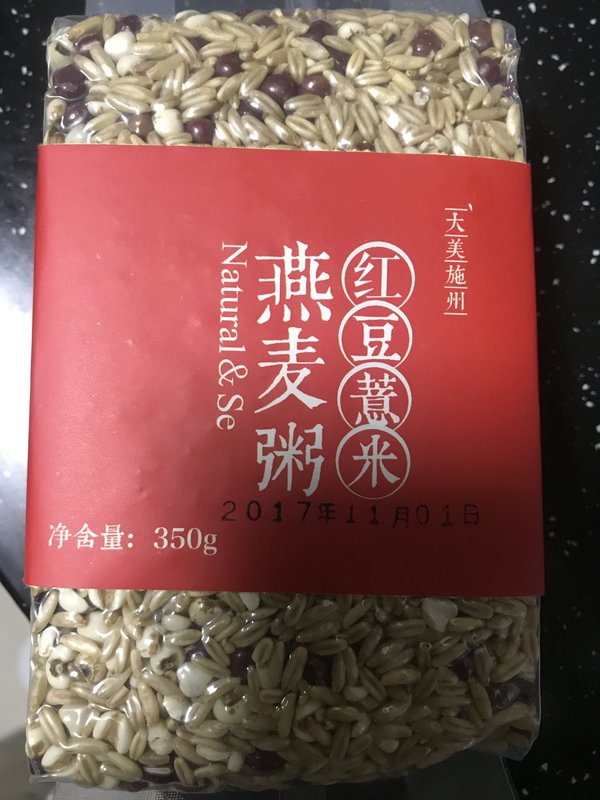 大美施州
红豆薏米
燕麦粥
Natural & Se
2017年11月01日
净含量：350g